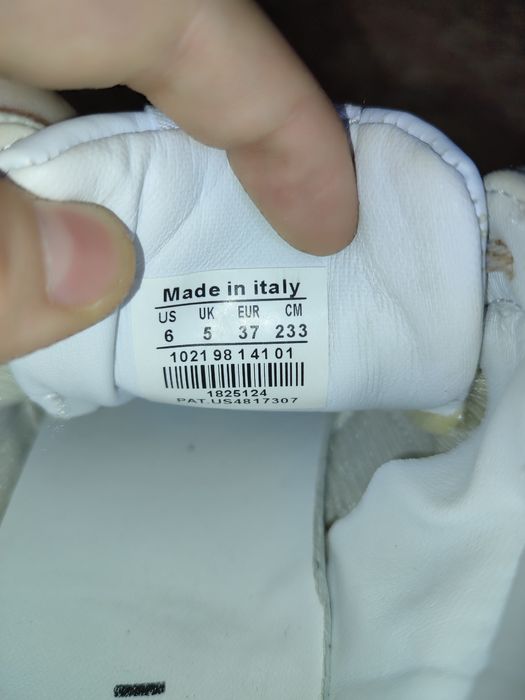 Made in italy
US UK EUR CM
6 5 37 233
1021 98 1 41 01
1825124
PAT.US4817307